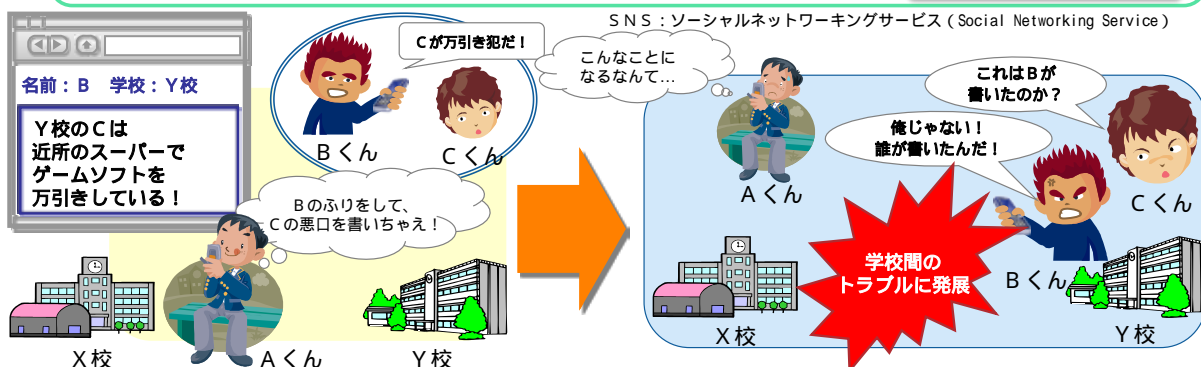 SNS：ソーシャルネットワーキングサービス(Social Networking Service)
名前：B 学校：Y校
Y校のCは
近所のスーパーで
ゲームソフトを
万引きしている！
Cが万引き犯だ！
Bくん
Cくん
Bのふりをして、
Cの悪口を書いちゃえ！
X校
Aくん
Y校
こんなことに
なるなんて…
Aくん
これはBが
書いたのか？
俺じゃない！
誰が書いたんだ！
Cくん
Bくん
学校間の
トラブルに発展
X校
Y校